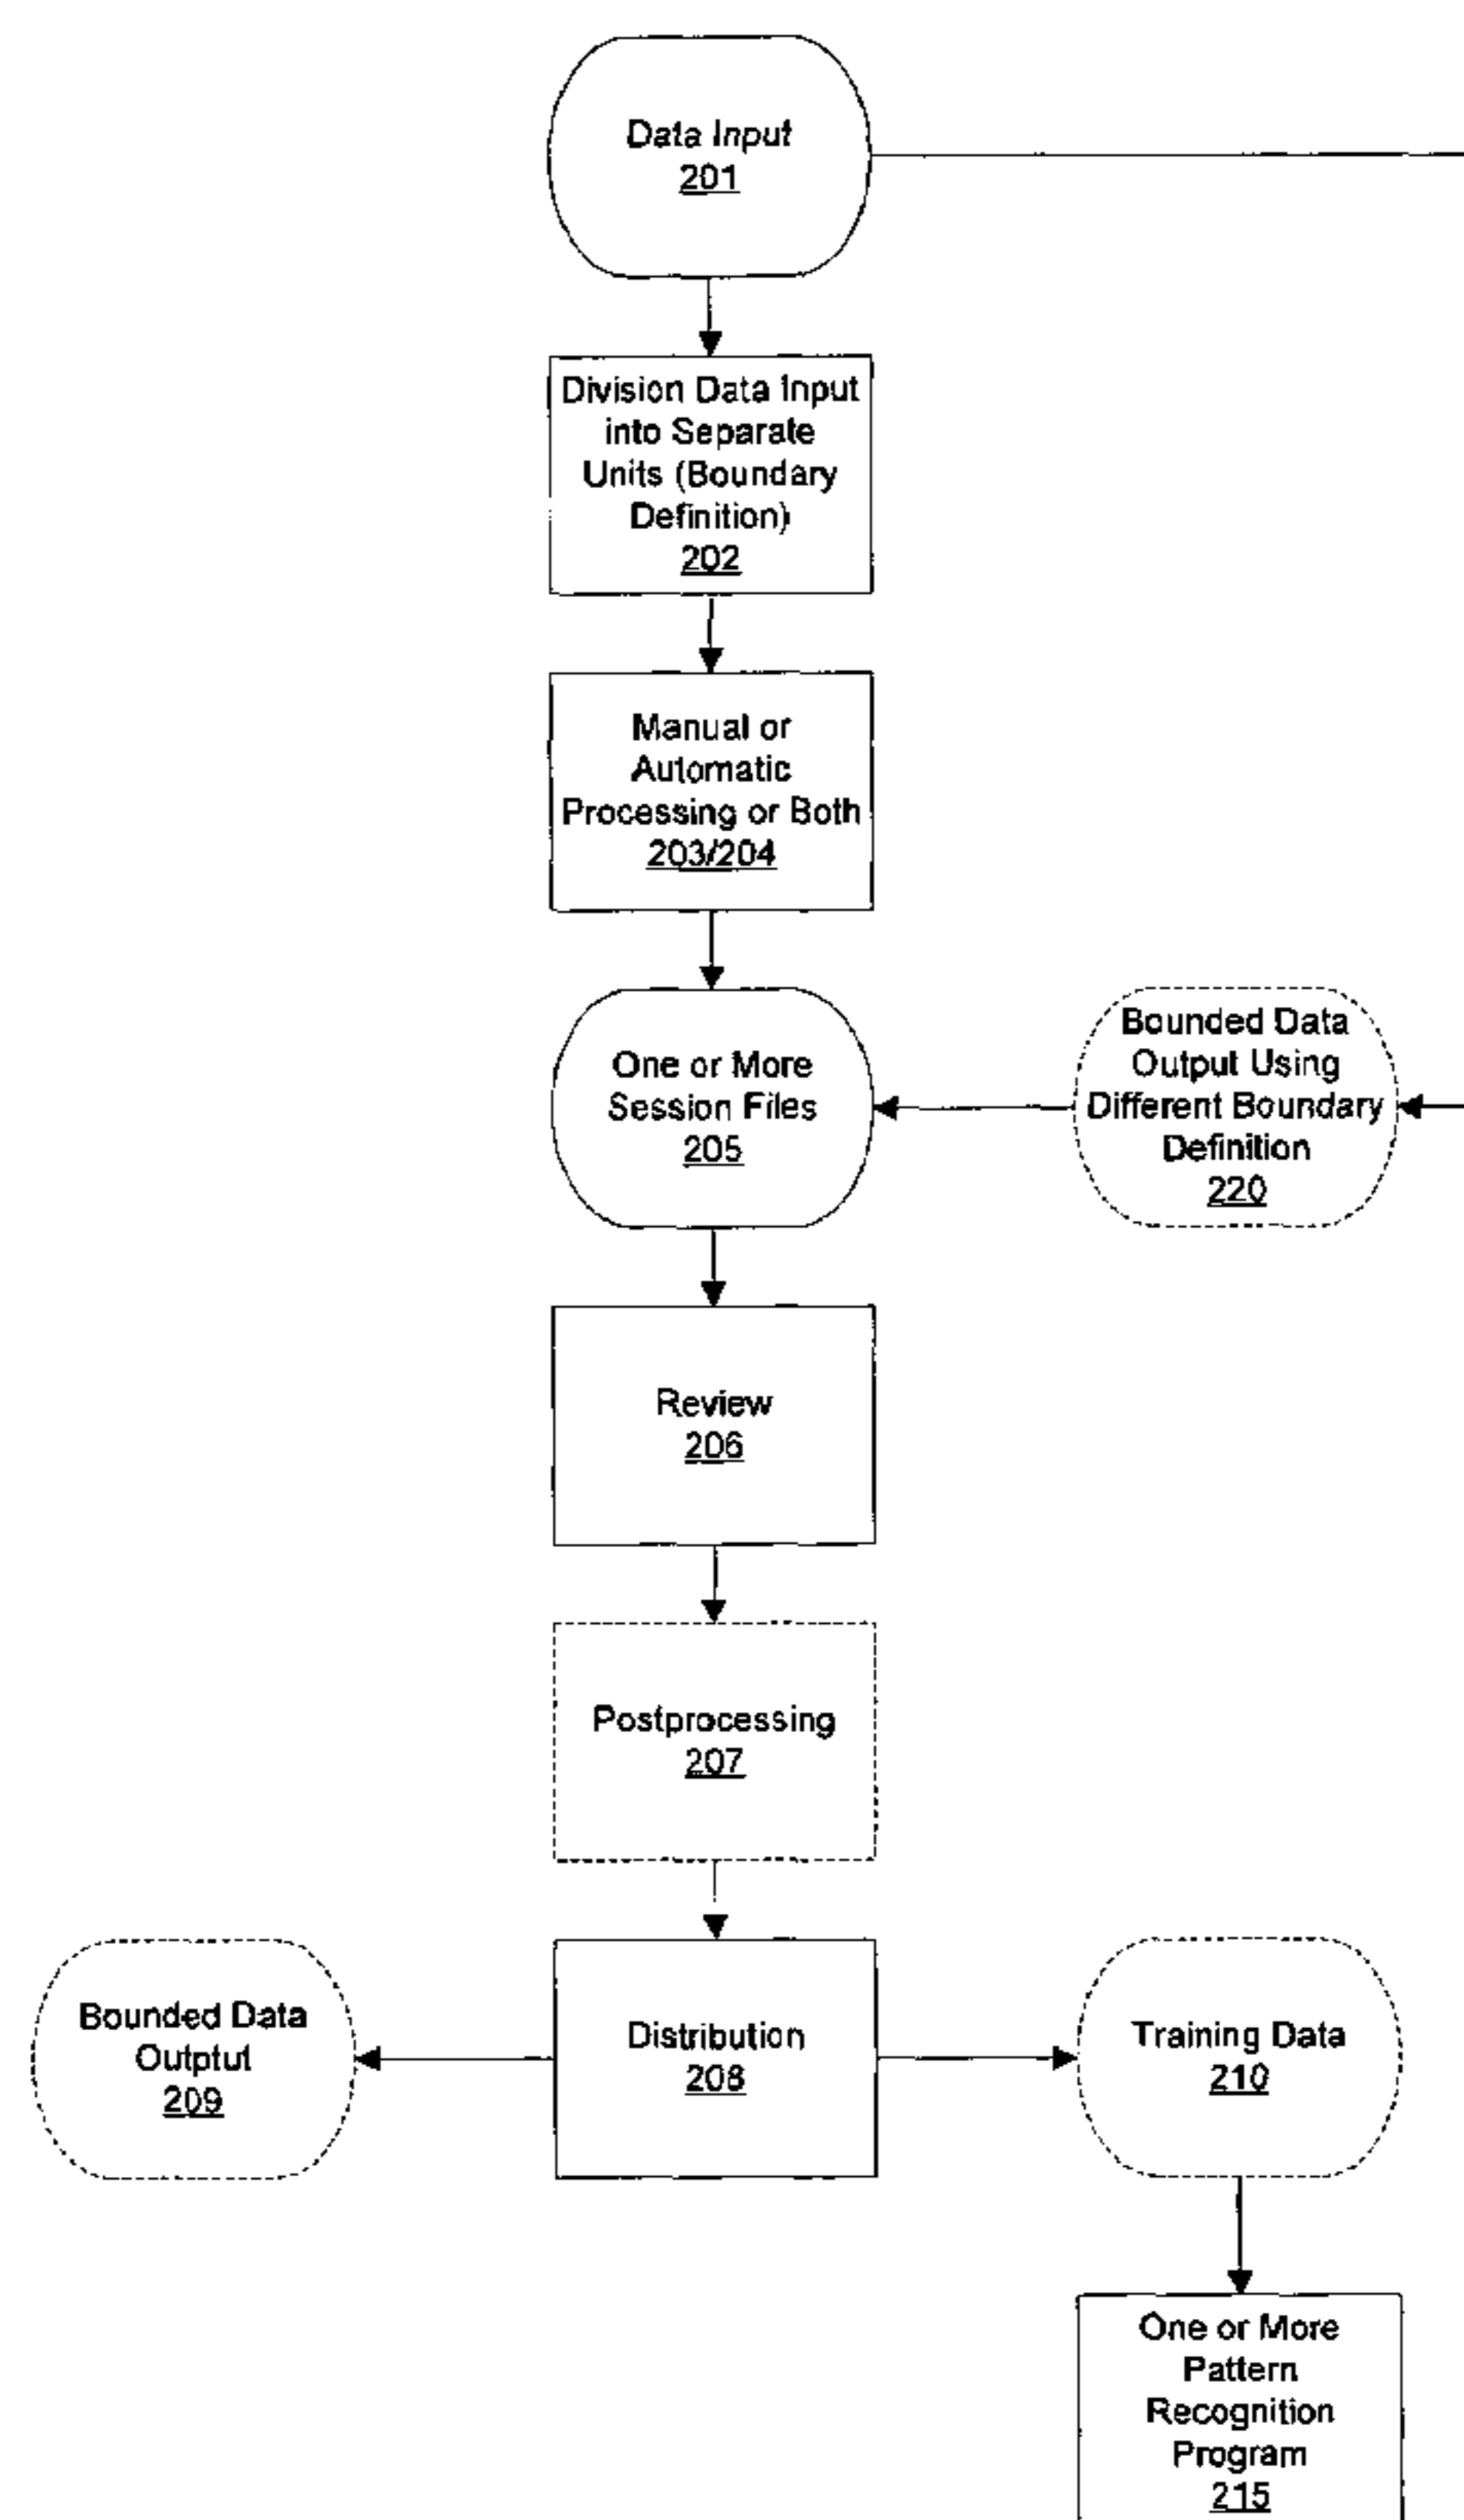 Data Input
201
Division Data Input
into Separate
Units (Boundary
Definition)
202
Manual or
Automatic
Processing or Both
203/204
One or More
Session Files
205
Bounded Data
Output Using
Different Boundary
Definition
220
Review
206
Postprocessing
207
Bounded Data
Outptut
209
Distribution
208
Training Data
210
One or More
Pattern
Recognition
Program
215